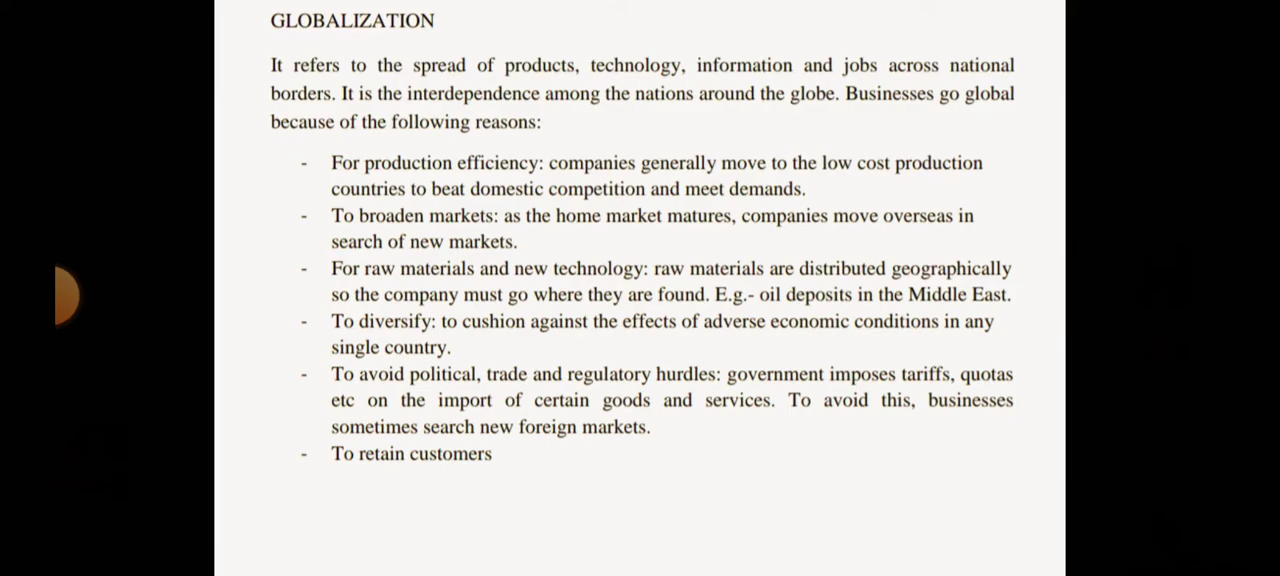 GLOBALIZATION
It refers to the spread of products, technology, information and jobs across national
borders. It is the interdependence among the nations around the globe. Businesses go global
because of the following reasons:
- For production efficiency: companies generally move to the low cost production
countries to beat domestic competition and meet demands.
- To broaden markets: as the home market matures, companies move overseas in
search of new markets.
- For raw materials and new technology: raw materials are distributed geographically
so the company must go where they are found. E.g.- oil deposits in the Middle East.
- To diversify: to cushion against the effects of adverse economic conditions in any
single country.
- To avoid political, trade and regulatory hurdles: government imposes tariffs, quotas
etc on the import of certain goods and services. To avoid this, businesses
sometimes search new foreign markets.
- To retain customers